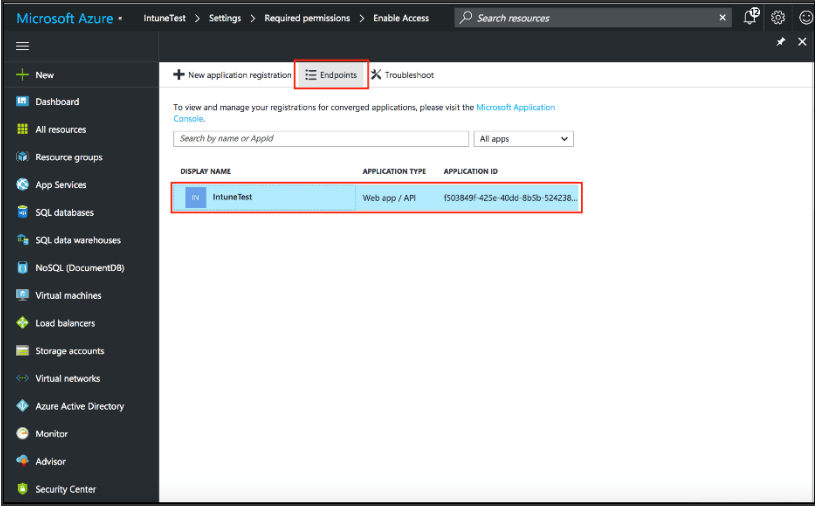 Microsoft Azure IntuneTest > Settings > Required permissions > Enable Access Search resources 12
New
Dashboard
All resources
Resource groups
App Services
SQL databases
SQL data warehouses
NoSQL (DocumentDB)
Virtual machines
Load balancers
Storage accounts
Virtual networks
Azure Active Directory
Monitor
Advisor
Security Center
New application registration Endpoints Troubleshoot
To view and manage your registrations for converged applications, please visit the Microsoft Application
Console.
Search by name or AppId All apps
DISPLAY NAME APPLICATION TYPE APPLICATION ID
IN IntuneTest Web app / API f503849f-425e-40dd-8b5b-524238...